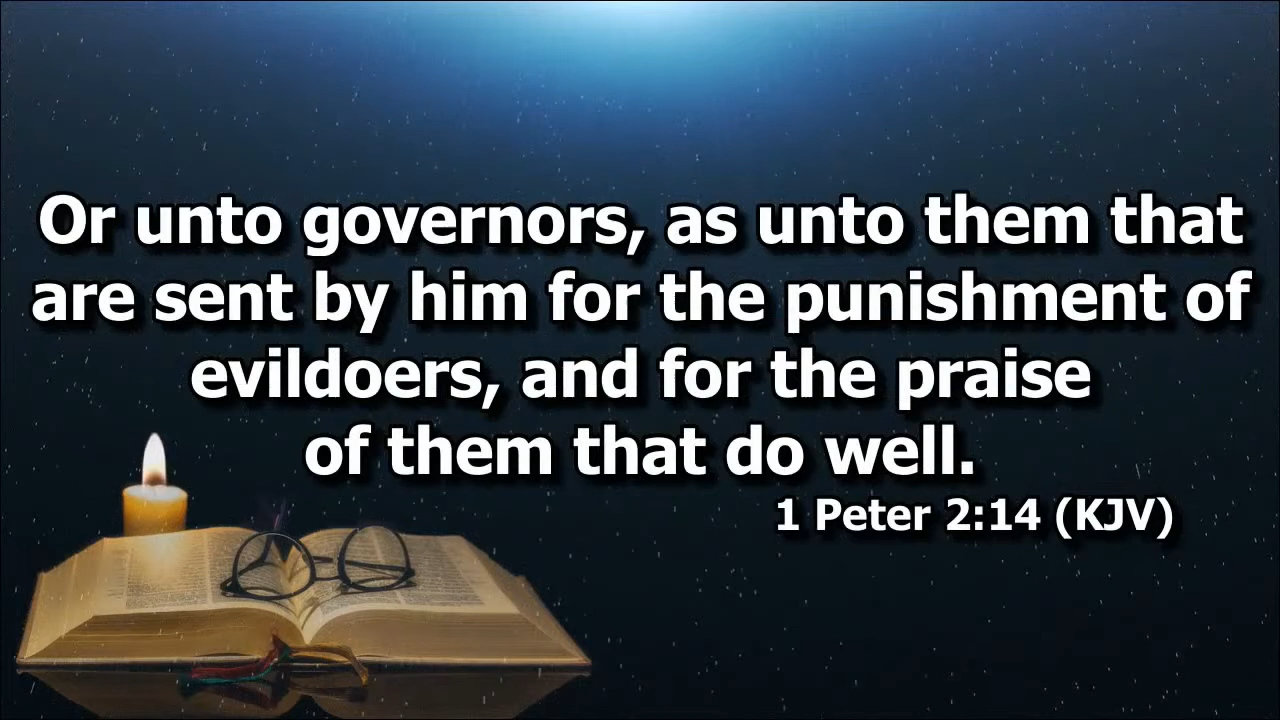 Or unto governors, as unto them that
are sent by him for the punishment of
evildoers, and for the praise
of them that do well.
1 Peter 2:14 (KJV)